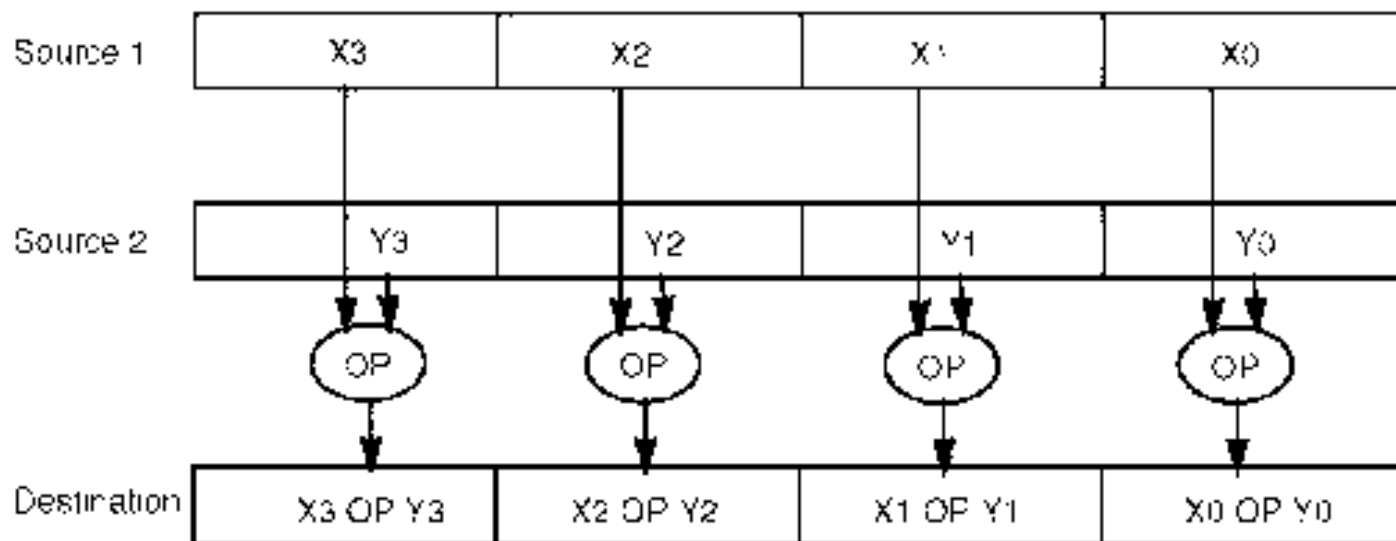 Source 1 X3 X2 X1 X0
Source 2 Y3 Y2 Y1 Y0
OP OP OP OP
Destination X3 OP Y3 X2 OP Y2 X1 OP Y1 X0 OP Y0